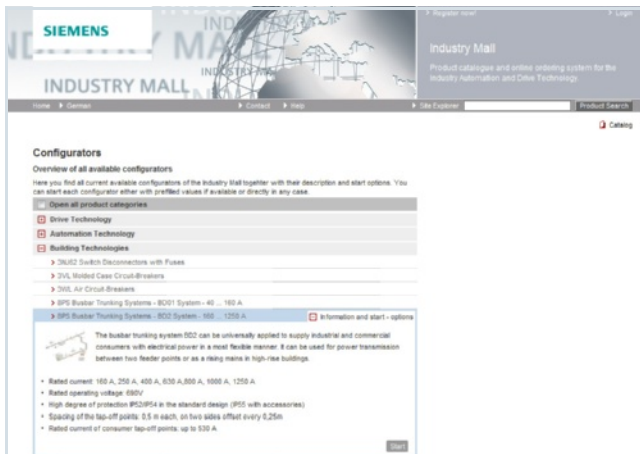 SIEMENS
INDUSTRY MALL
Register now!
Login
Industry Mall
Product catalogue and online ordering system for the
Industry Automation and Drive Technology.
Home German Contact Help Site Explorer Product Search
Catalog
Configurators
Overview of all available configurators
Here you find all current available configurators of the Industry Mall togehter with their description and start options. You
can start each configurator either with prefilled values if available or directly in any case.
Open all product categories
Drive Technology
Automation Technology
Building Technologies
3NJ62 Switch Disconnectors with Fuses
3VL Molded Case Circuit-Breakers
3WL Air Circuit-Breakers
8PS Busbar Trunking Systems - BD01 System - 40 ... 160 A
8PS Busbar Trunking Systems - BD2 System - 160 ... 1250 A
Information and start - options
The busbar trunking system BD2 can be universally applied to supply industrial and commercial
consumers with electrical power in a most flexible manner. It can be used for power transmission
between two feeder points or as a rising mains in high-rise buildings.
• Rated current: 160 A, 250 A, 400 A, 630 A,800 A, 1000 A, 1250 A
• Rated operating voltage: 690V
• High degree of protection IP52/IP54 in the standard design (IP55 with accessories)
• Spacing of the tap-off points: 0,5 m each, on two sides offset every 0,25m
• Rated current of consumer tap-off points: up to 530 A
Start